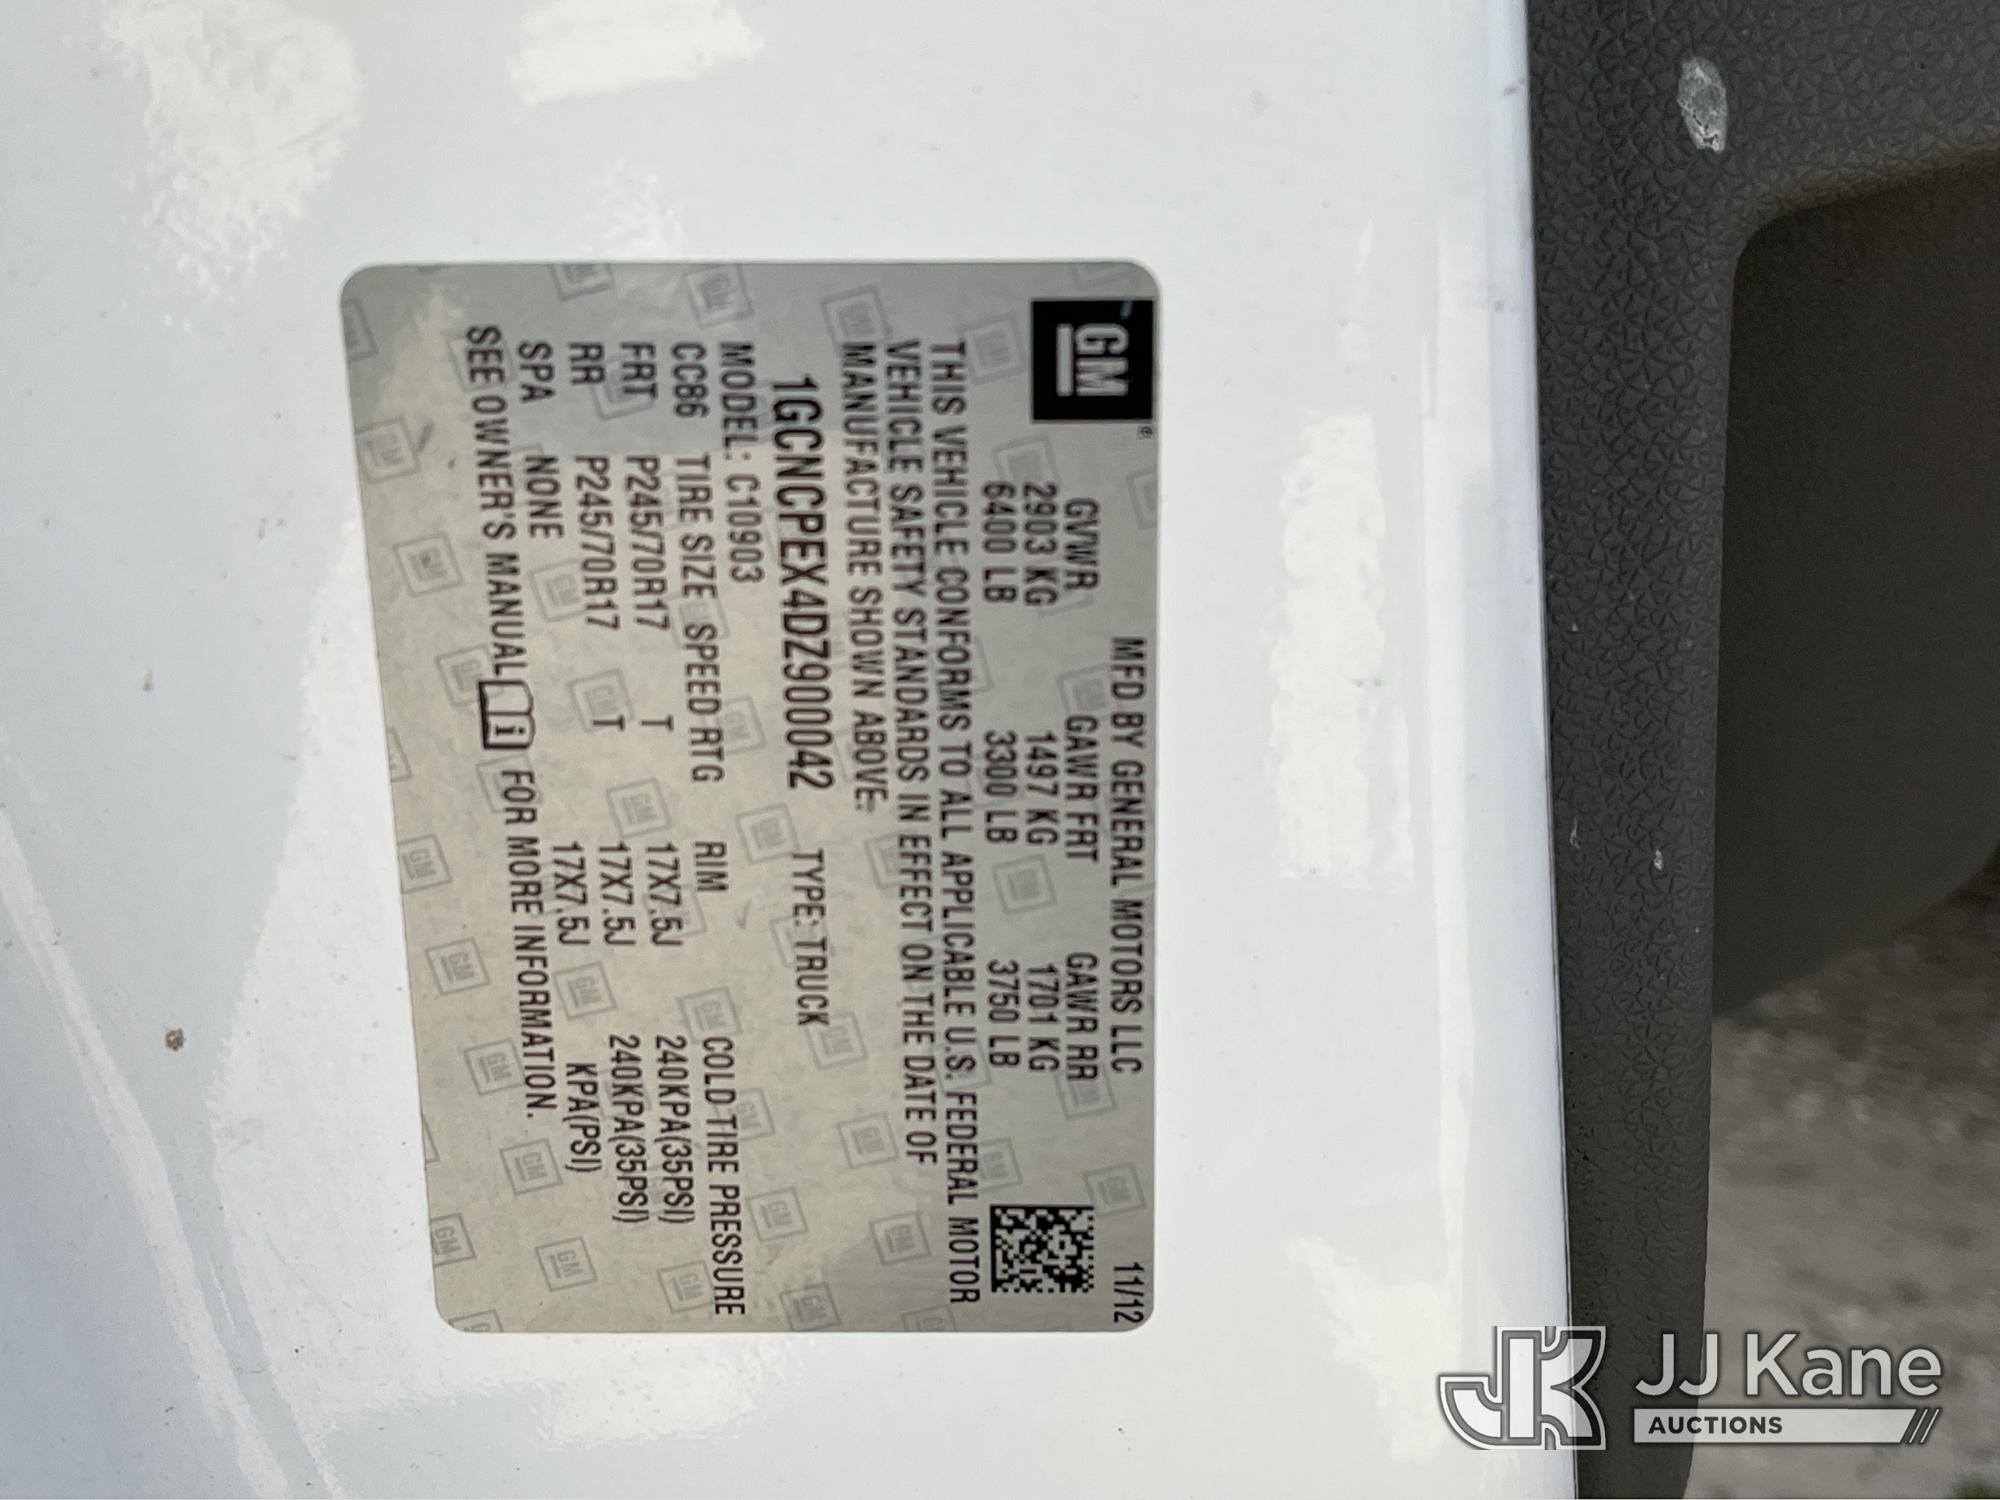 GM ®
MFD BY GENERAL MOTORS LLC 11/12
GVWR GAWR FRT GAWR RR
2903 KG 1497 KG 1701 KG
6400 LB 3300 LB 3750 LB
THIS VEHICLE CONFORMS TO ALL APPLICABLE U.S. FEDERAL MOTOR
VEHICLE SAFETY STANDARDS IN EFFECT ON THE DATE OF
MANUFACTURE SHOWN ABOVE.
1GCNCPEX4DZ900042 TYPE: TRUCK
MODEL: C10903
CC86 TIRE SIZE SPEED RTG RIM COLD TIRE PRESSURE
FRT P245/70R17 T 17X7.5J 240KPA(35PSI)
RR P245/70R17 T 17X7.5J 240KPA(35PSI)
SPA NONE 17X7.5J KPA(PSI)
SEE OWNER'S MANUAL i FOR MORE INFORMATION.
JK JJ Kane
AUCTIONS